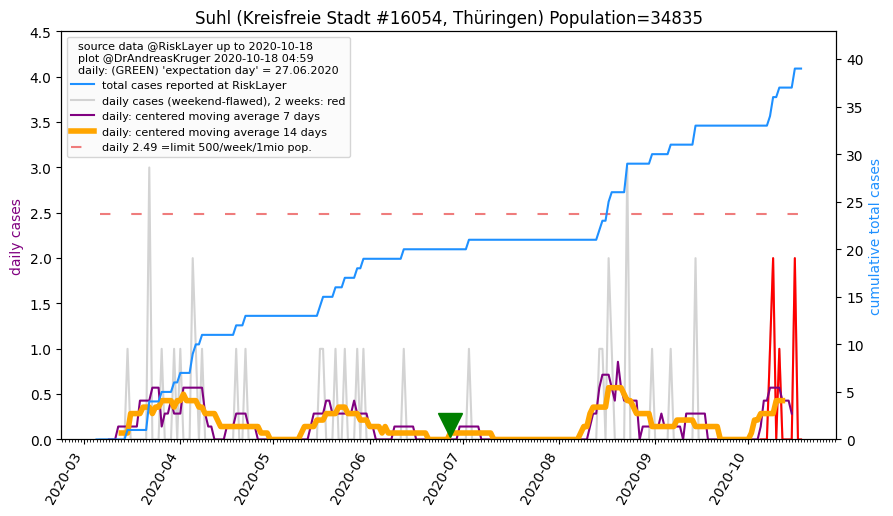 Suhl (Kreisfreie Stadt #16054, Thüringen) Population=34835
source data @RiskLayer up to 2020-10-18
plot @DrAndreasKruger 2020-10-18 04:59
daily: (GREEN) 'expectation day' = 27.06.2020
total cases reported at RiskLayer
daily cases (weekend-flawed), 2 weeks: red
daily: centered moving average 7 days
daily: centered moving average 14 days
daily 2.49 =limit 500/week/1mio pop.
daily cases
4.5
4.0
3.5
3.0
2.5
2.0
1.5
1.0
0.5
0.0
cumulative total cases
40
35
30
25
20
15
10
5
0
2020-03
2020-04
2020-05
2020-06
2020-07
2020-08
2020-09
2020-10